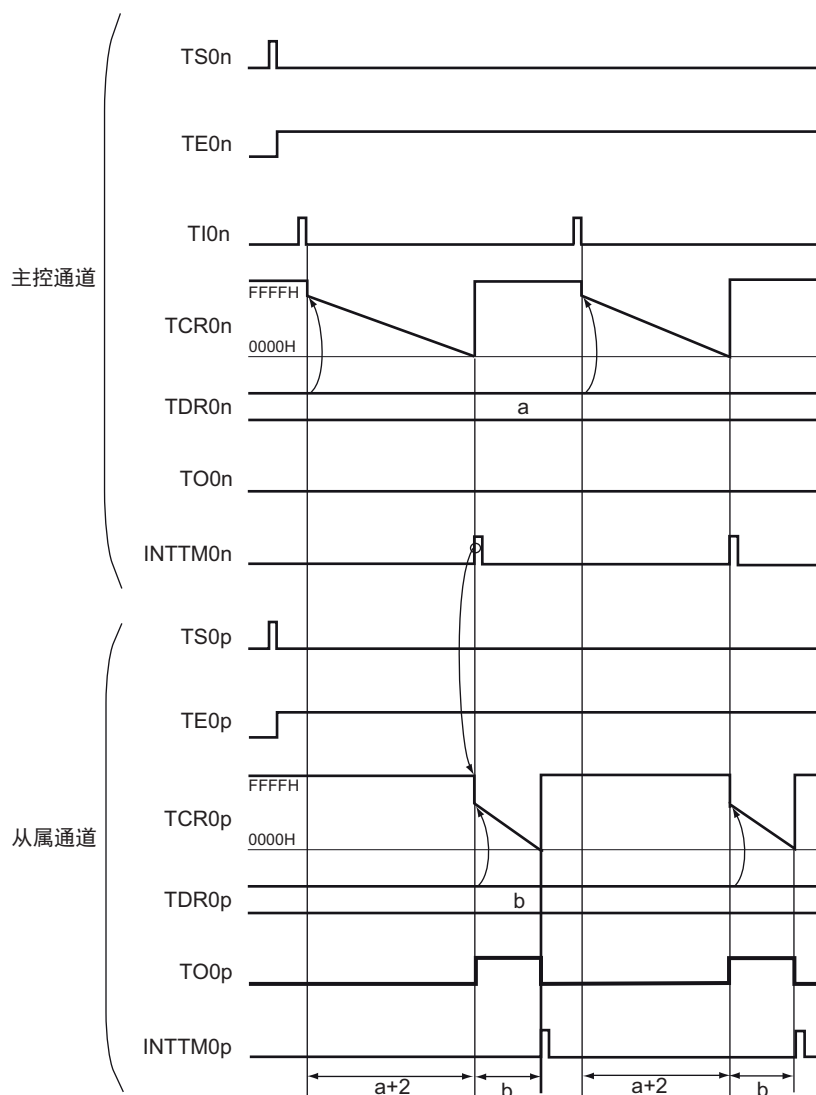 TS0n
TE0n
TI0n
主控通道
FFFFH
TCR0n
0000H
TDR0n
a
TO0n
INTTM0n
TS0p
TE0p
FFFFH
TCR0p
从属通道
0000H
TDR0p
b
TO0p
INTTM0p
a+2
b
a+2
b